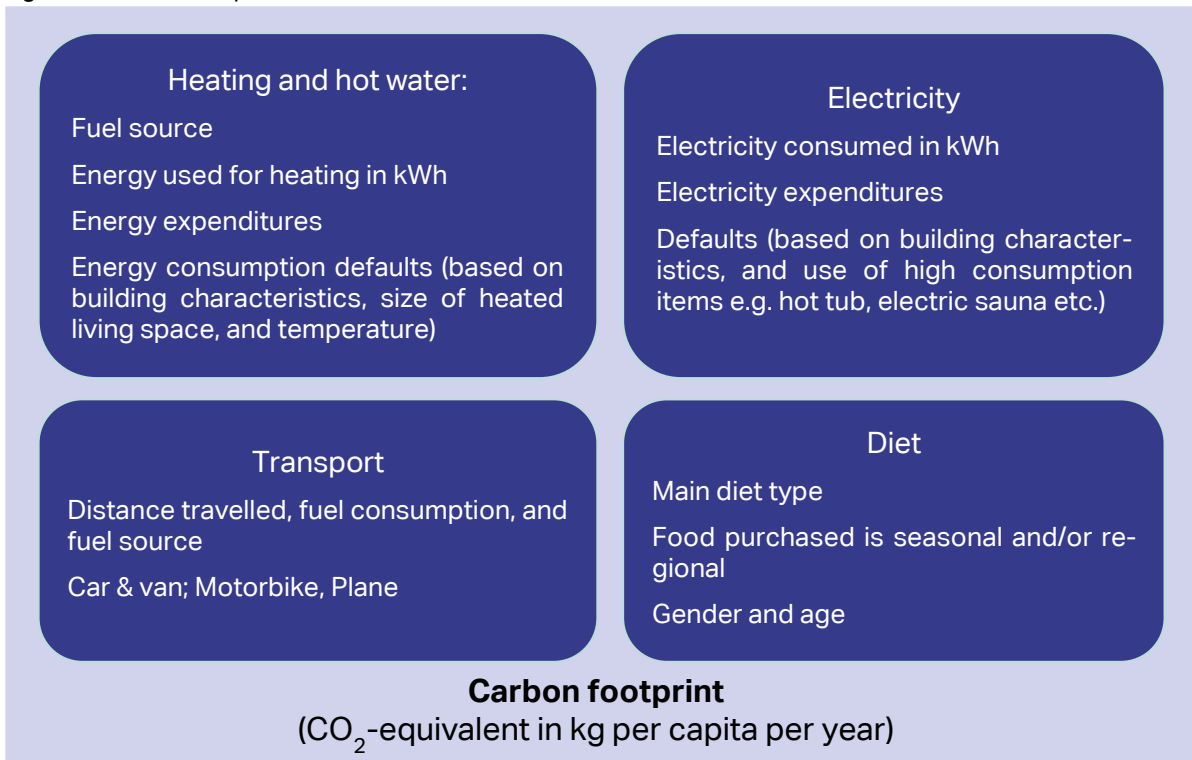 Heating and hot water:
Fuel source
Energy used for heating in kWh
Energy expenditures
Energy consumption defaults (based on
building characteristics, size of heated
living space, and temperature)
Electricity
Electricity consumed in kWh
Electricity expenditures
Defaults (based on building character-
istics, and use of high consumption
items e.g. hot tub, electric sauna etc.)
Transport
Distance travelled, fuel consumption, and
fuel source
Car & van; Motorbike, Plane
Diet
Main diet type
Food purchased is seasonal and/or re-
gional
Gender and age
Carbon footprint
(CO₂-equivalent in kg per capita per year)